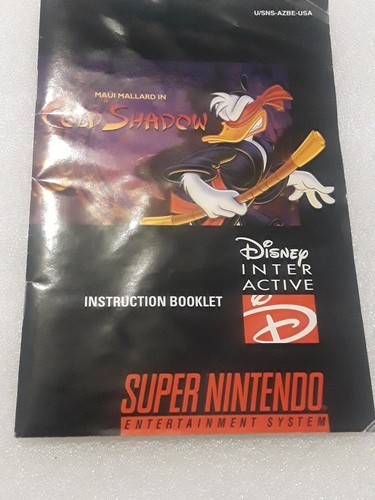 U/SNS-AZBE-USA
MAUI MALLARD IN
COLD SHADOW
DISNEY
INTER
ACTIVE
INSTRUCTION BOOKLET
D
SUPER NINTENDO
ENTERTAINMENT SYSTEM